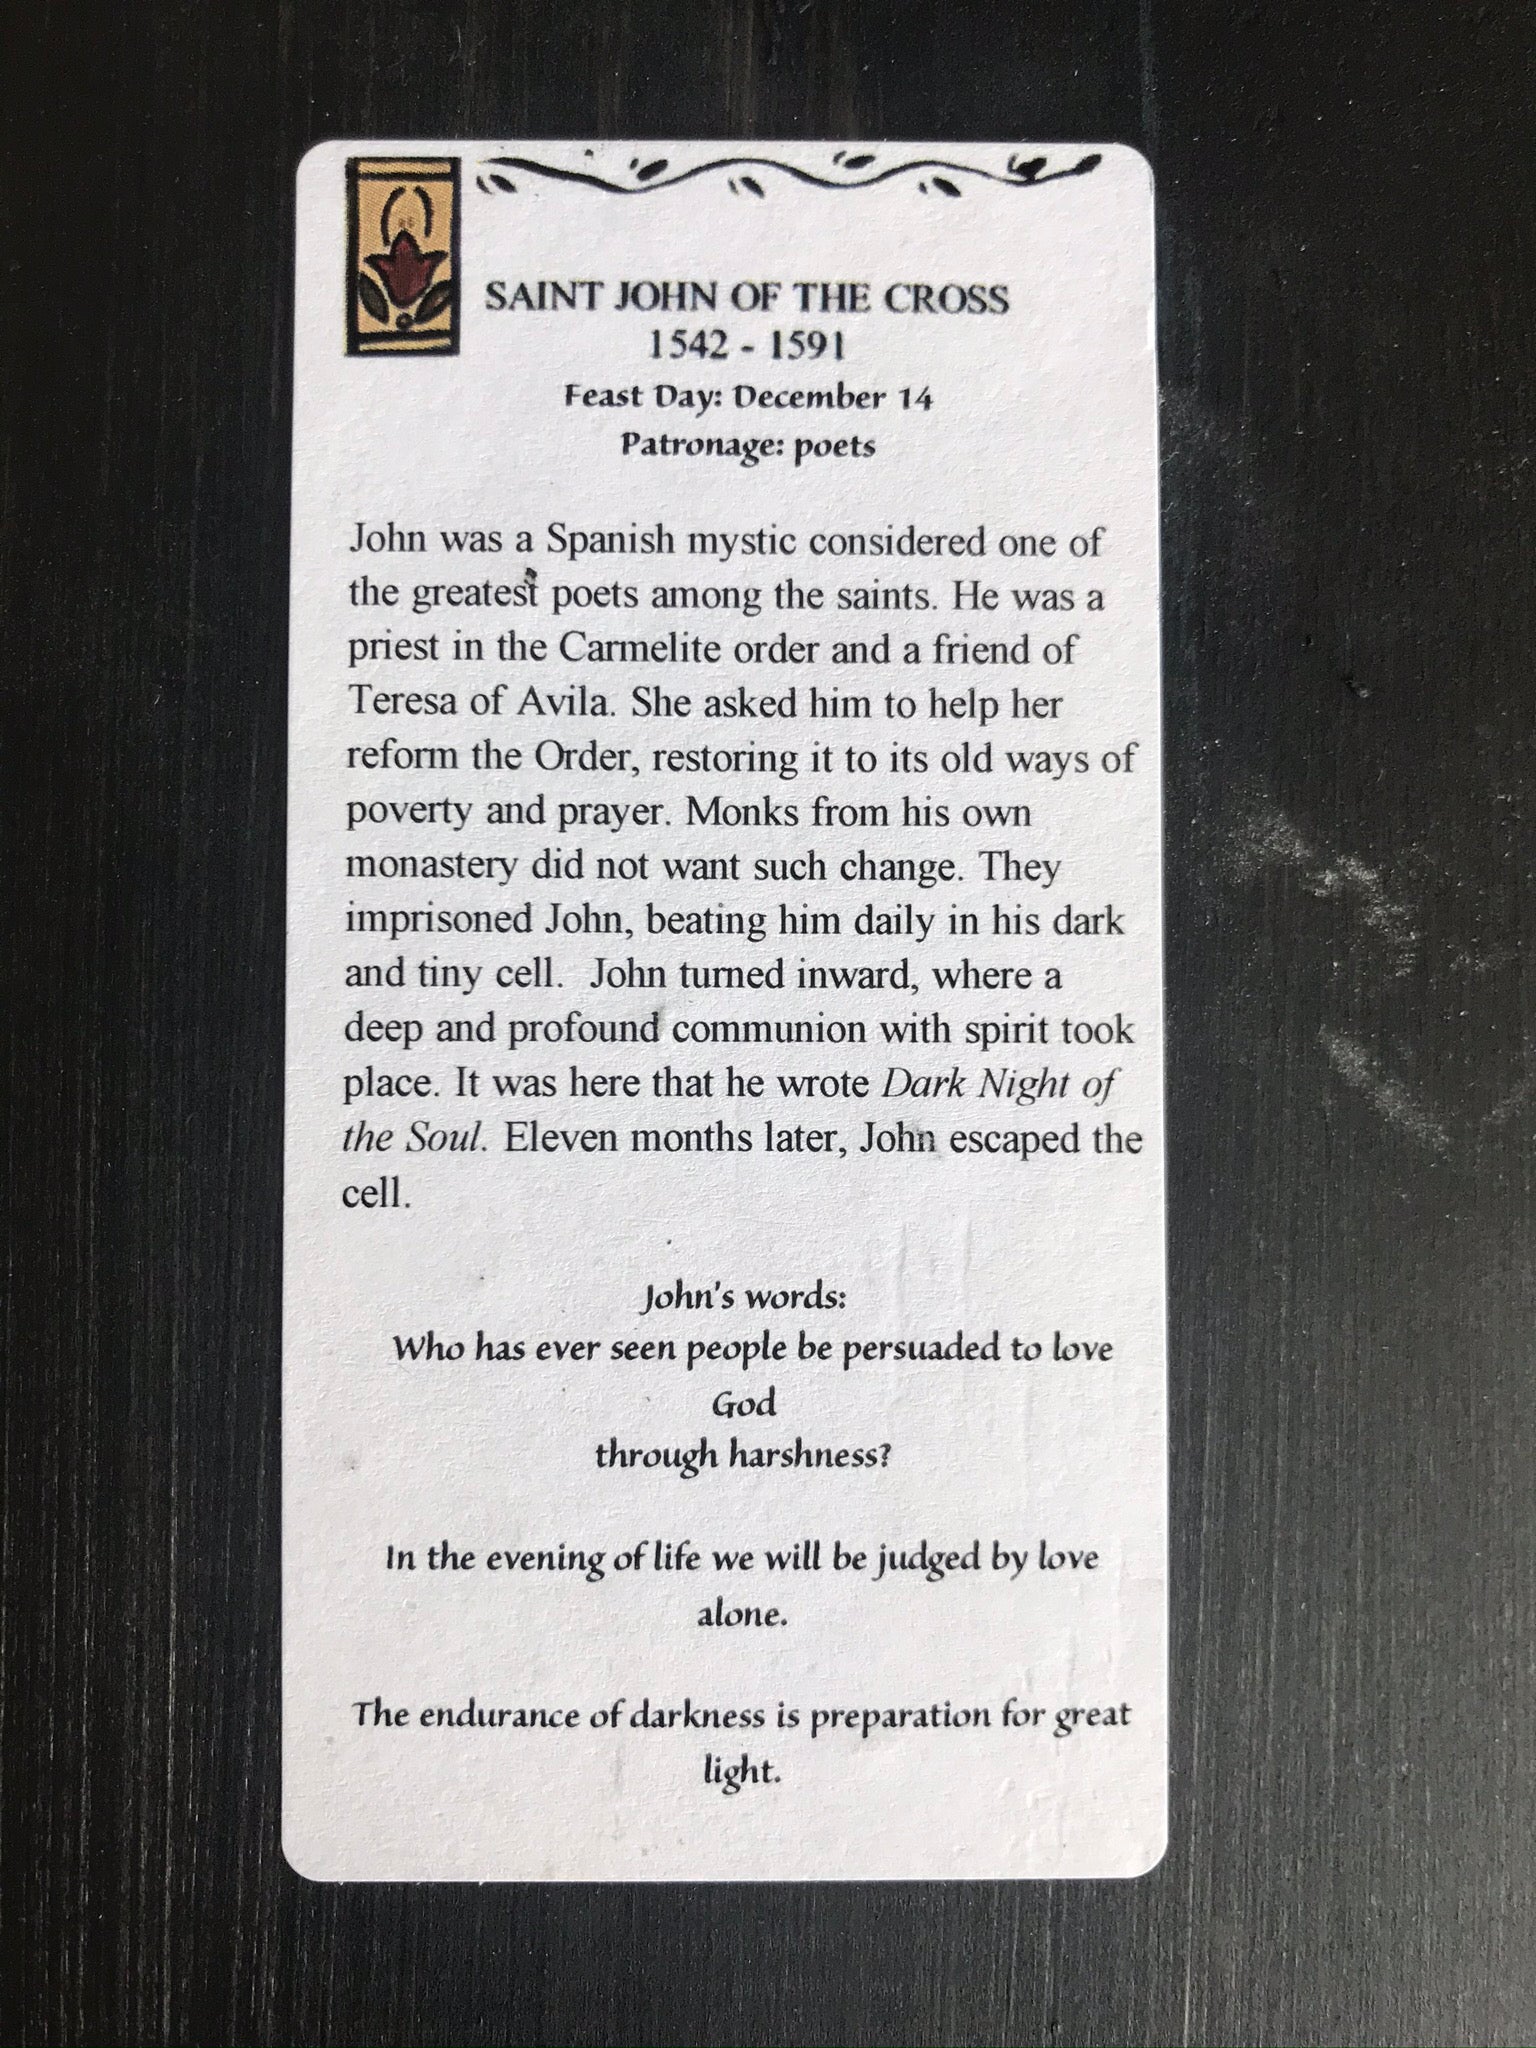 SAINT JOHN OF THE CROSS
1542 - 1591
Feast Day: December 14
Patronage: poets
John was a Spanish mystic considered one of
the greatest poets among the saints. He was a
priest in the Carmelite order and a friend of
Teresa of Avila. She asked him to help her
reform the Order, restoring it to its old ways of
poverty and prayer. Monks from his own
monastery did not want such change. They
imprisoned John, beating him daily in his dark
and tiny cell.  John turned inward, where a
deep and profound communion with spirit took
place. It was here that he wrote Dark Night of
the Soul. Eleven months later, John escaped the
cell.
John's words:
Who has ever seen people be persuaded to love
God
through harshness?
In the evening of life we will be judged by love
alone.
The endurance of darkness is preparation for great
light.